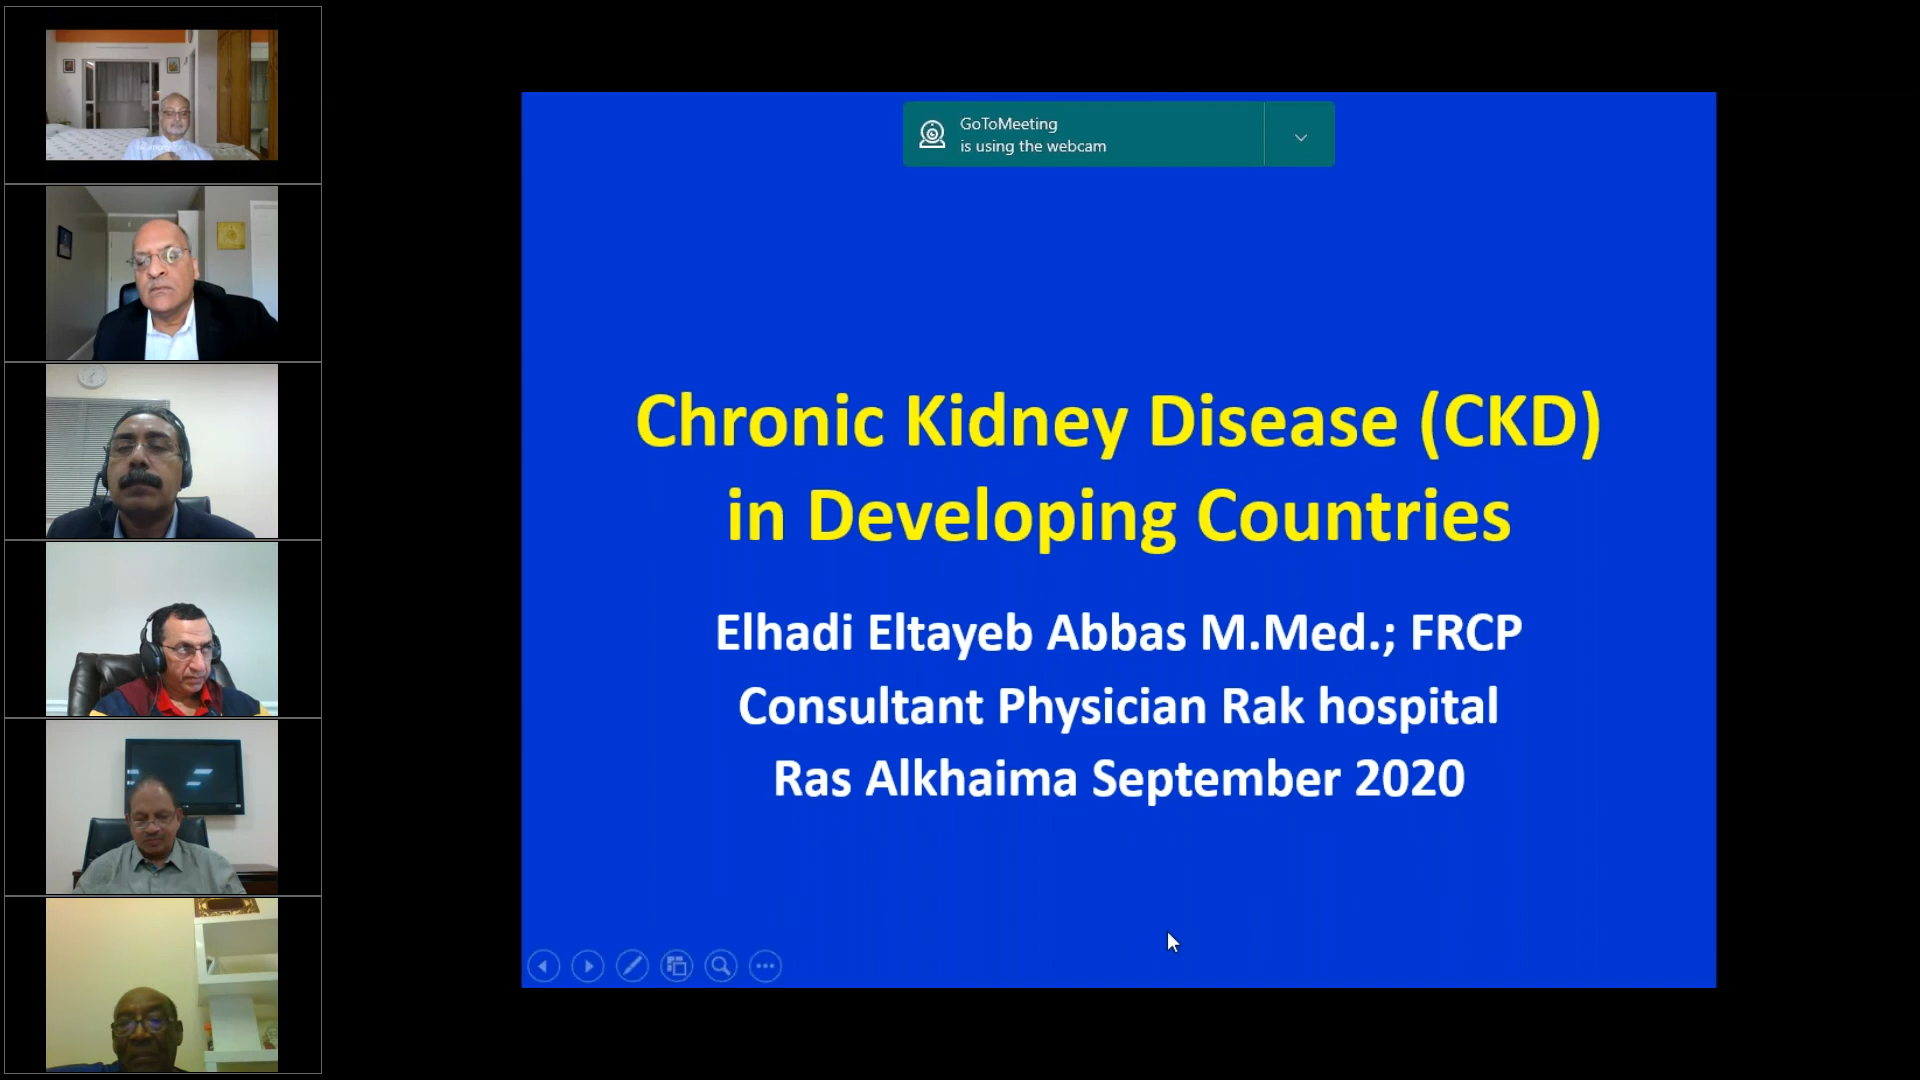 GoToMeeting
is using the webcam
Chronic Kidney Disease (CKD)
in Developing Countries
Elhadi Eltayeb Abbas M.Med.; FRCP
Consultant Physician Rak hospital
Ras Alkhaima September 2020